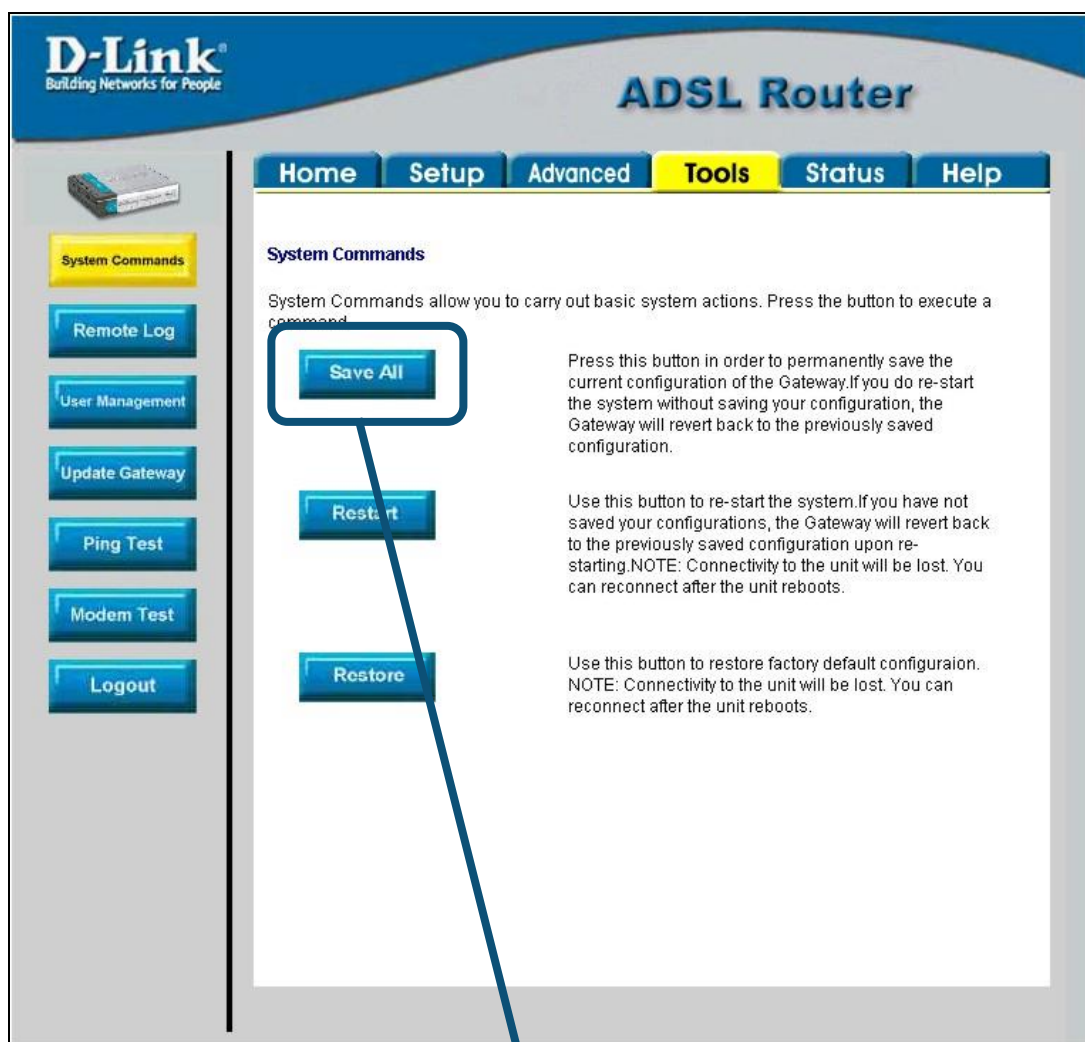 D-Link
Building Networks for People
ADSL Router
Home Setup Advanced Tools Status Help
System Commands
Remote Log
User Management
Update Gateway
Ping Test
Modem Test
Logout
System Commands
System Commands allow you to carry out basic system actions. Press the button to execute a
command.
Save All
Press this button in order to permanently save the
current configuration of the Gateway.If you do re-start
the system without saving your configuration, the
Gateway will revert back to the previously saved
configuration.
Restart
Use this button to re-start the system.If you have not
saved your configurations, the Gateway will revert back
to the previously saved configuration upon re-
starting.NOTE: Connectivity to the unit will be lost. You
can reconnect after the unit reboots.
Restore
Use this button to restore factory default configuraion.
NOTE: Connectivity to the unit will be lost. You can
reconnect after the unit reboots.